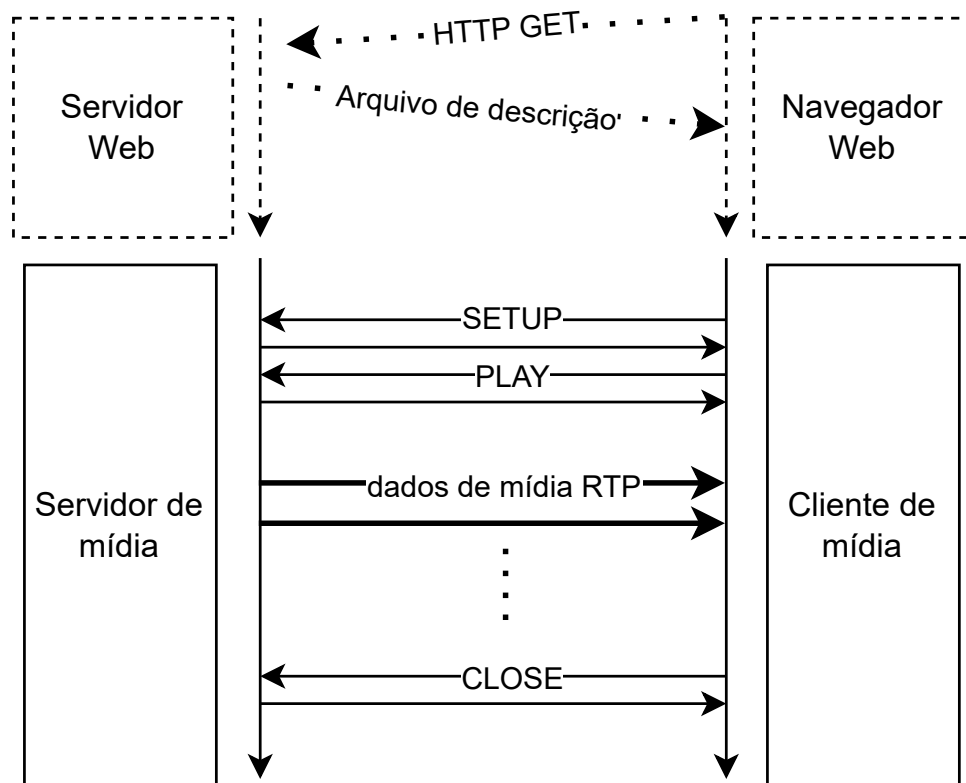 HTTP GET
Servidor
Web
Arquivo de descrição
Navegador
Web
SETUP
PLAY
dados de mídia RTP
Servidor de
mídia
Cliente de
mídia
CLOSE